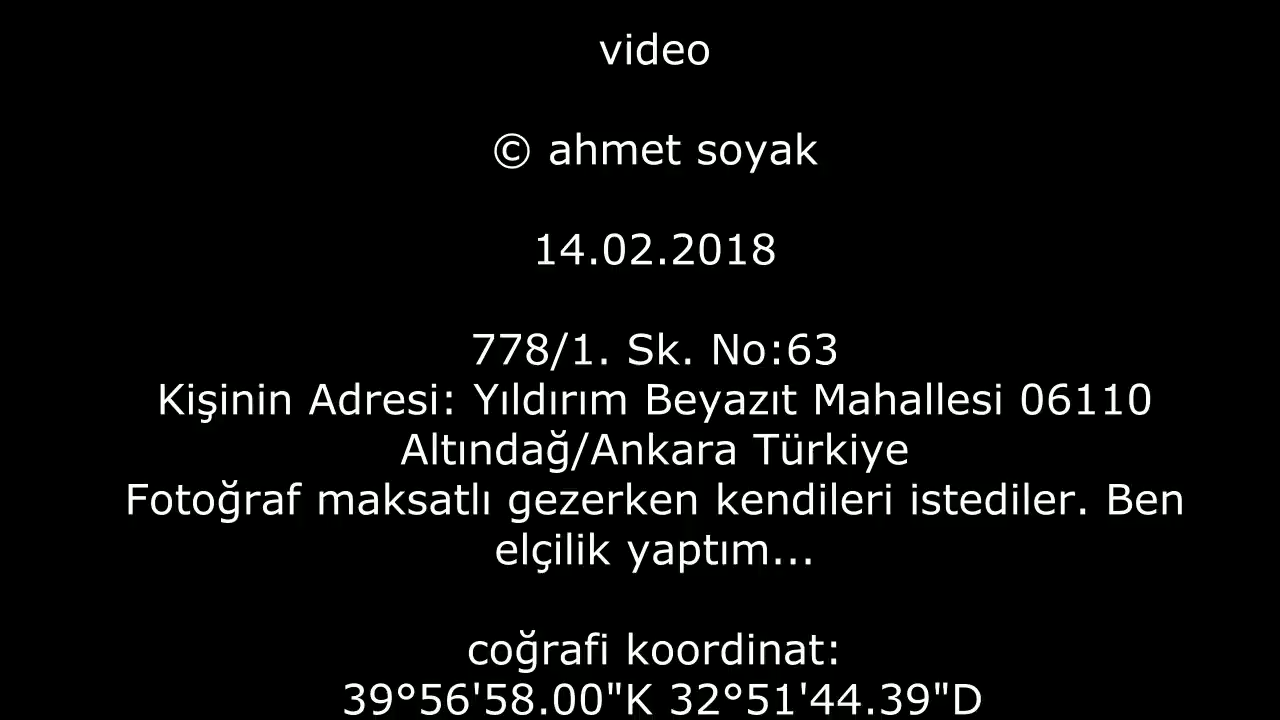 video
© ahmet soyak
14.02.2018
778/1. Sk. No:63
Kişinin Adresi: Yıldırım Beyazıt Mahallesi 06110
Altındağ/Ankara Türkiye
Fotoğraf maksatlı gezerken kendileri istediler. Ben
elçilik yaptım...
coğrafi koordinat:
39°56'58.00"K 32°51'44.39"D